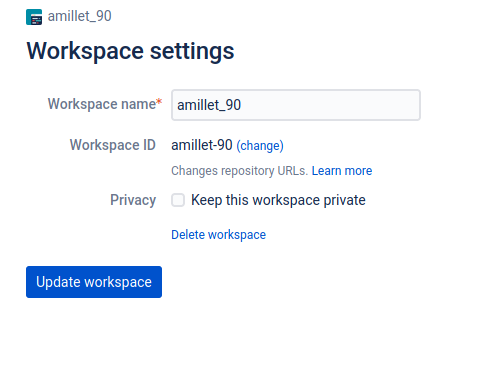 amillet_90
Workspace settings
Workspace name* amillet_90
Workspace ID amillet-90 (change)
Changes repository URLs. Learn more
Privacy Keep this workspace private
Delete workspace
Update workspace